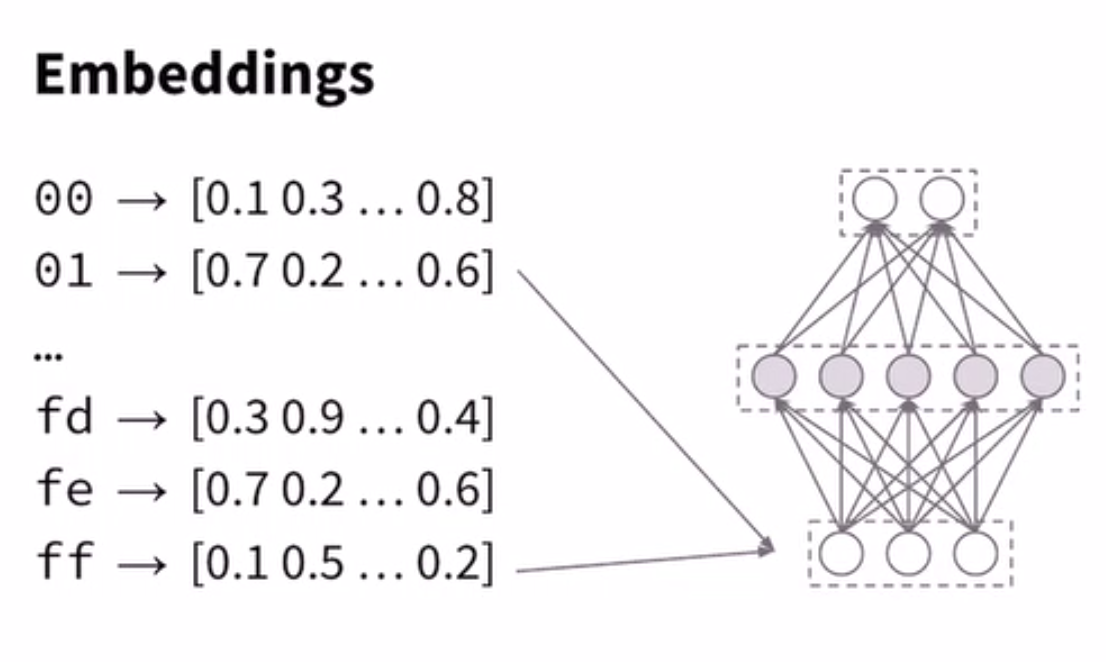 Embeddings
00 → [0.1 0.3 … 0.8]
01 → [0.7 0.2 … 0.6]
…
fd → [0.3 0.9 … 0.4]
fe → [0.7 0.2 … 0.6]
ff → [0.1 0.5 … 0.2]